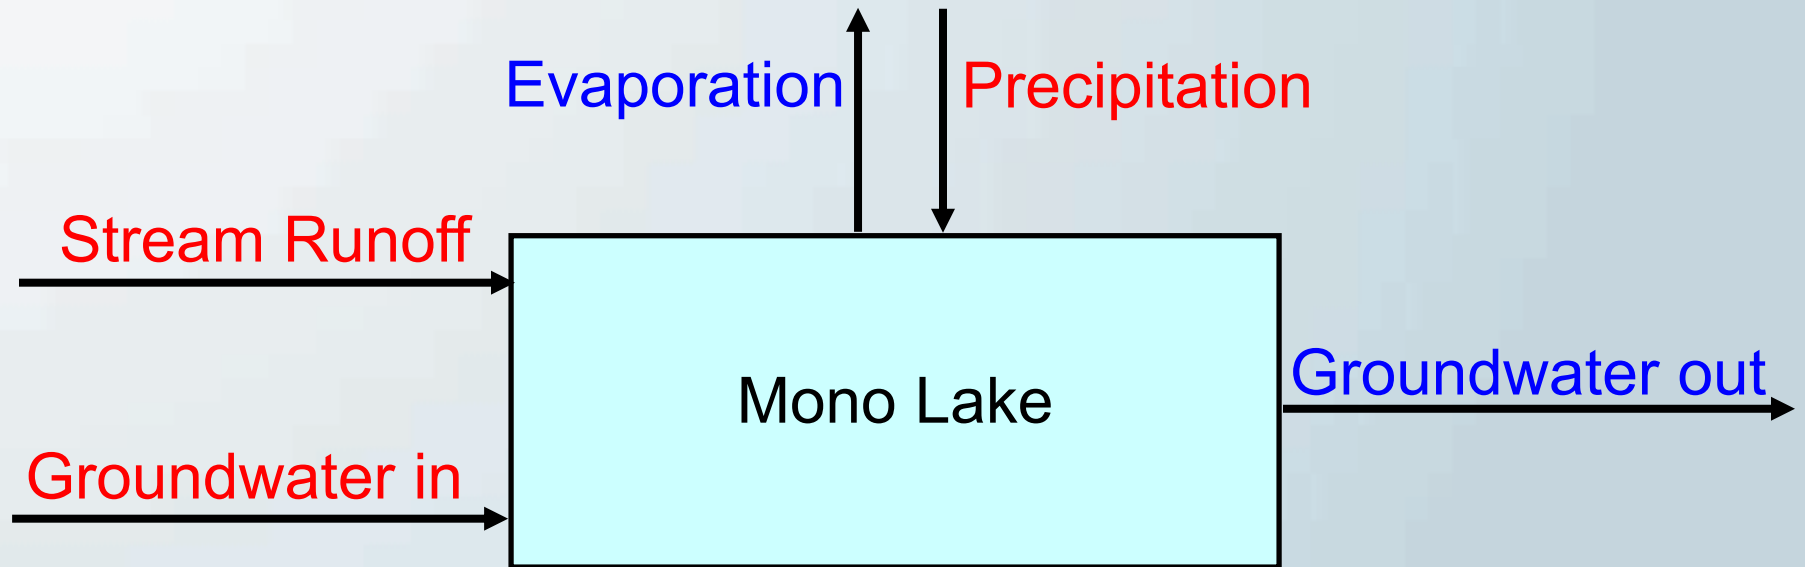 Evaporation
Precipitation
Stream Runoff
Mono Lake
Groundwater out
Groundwater in